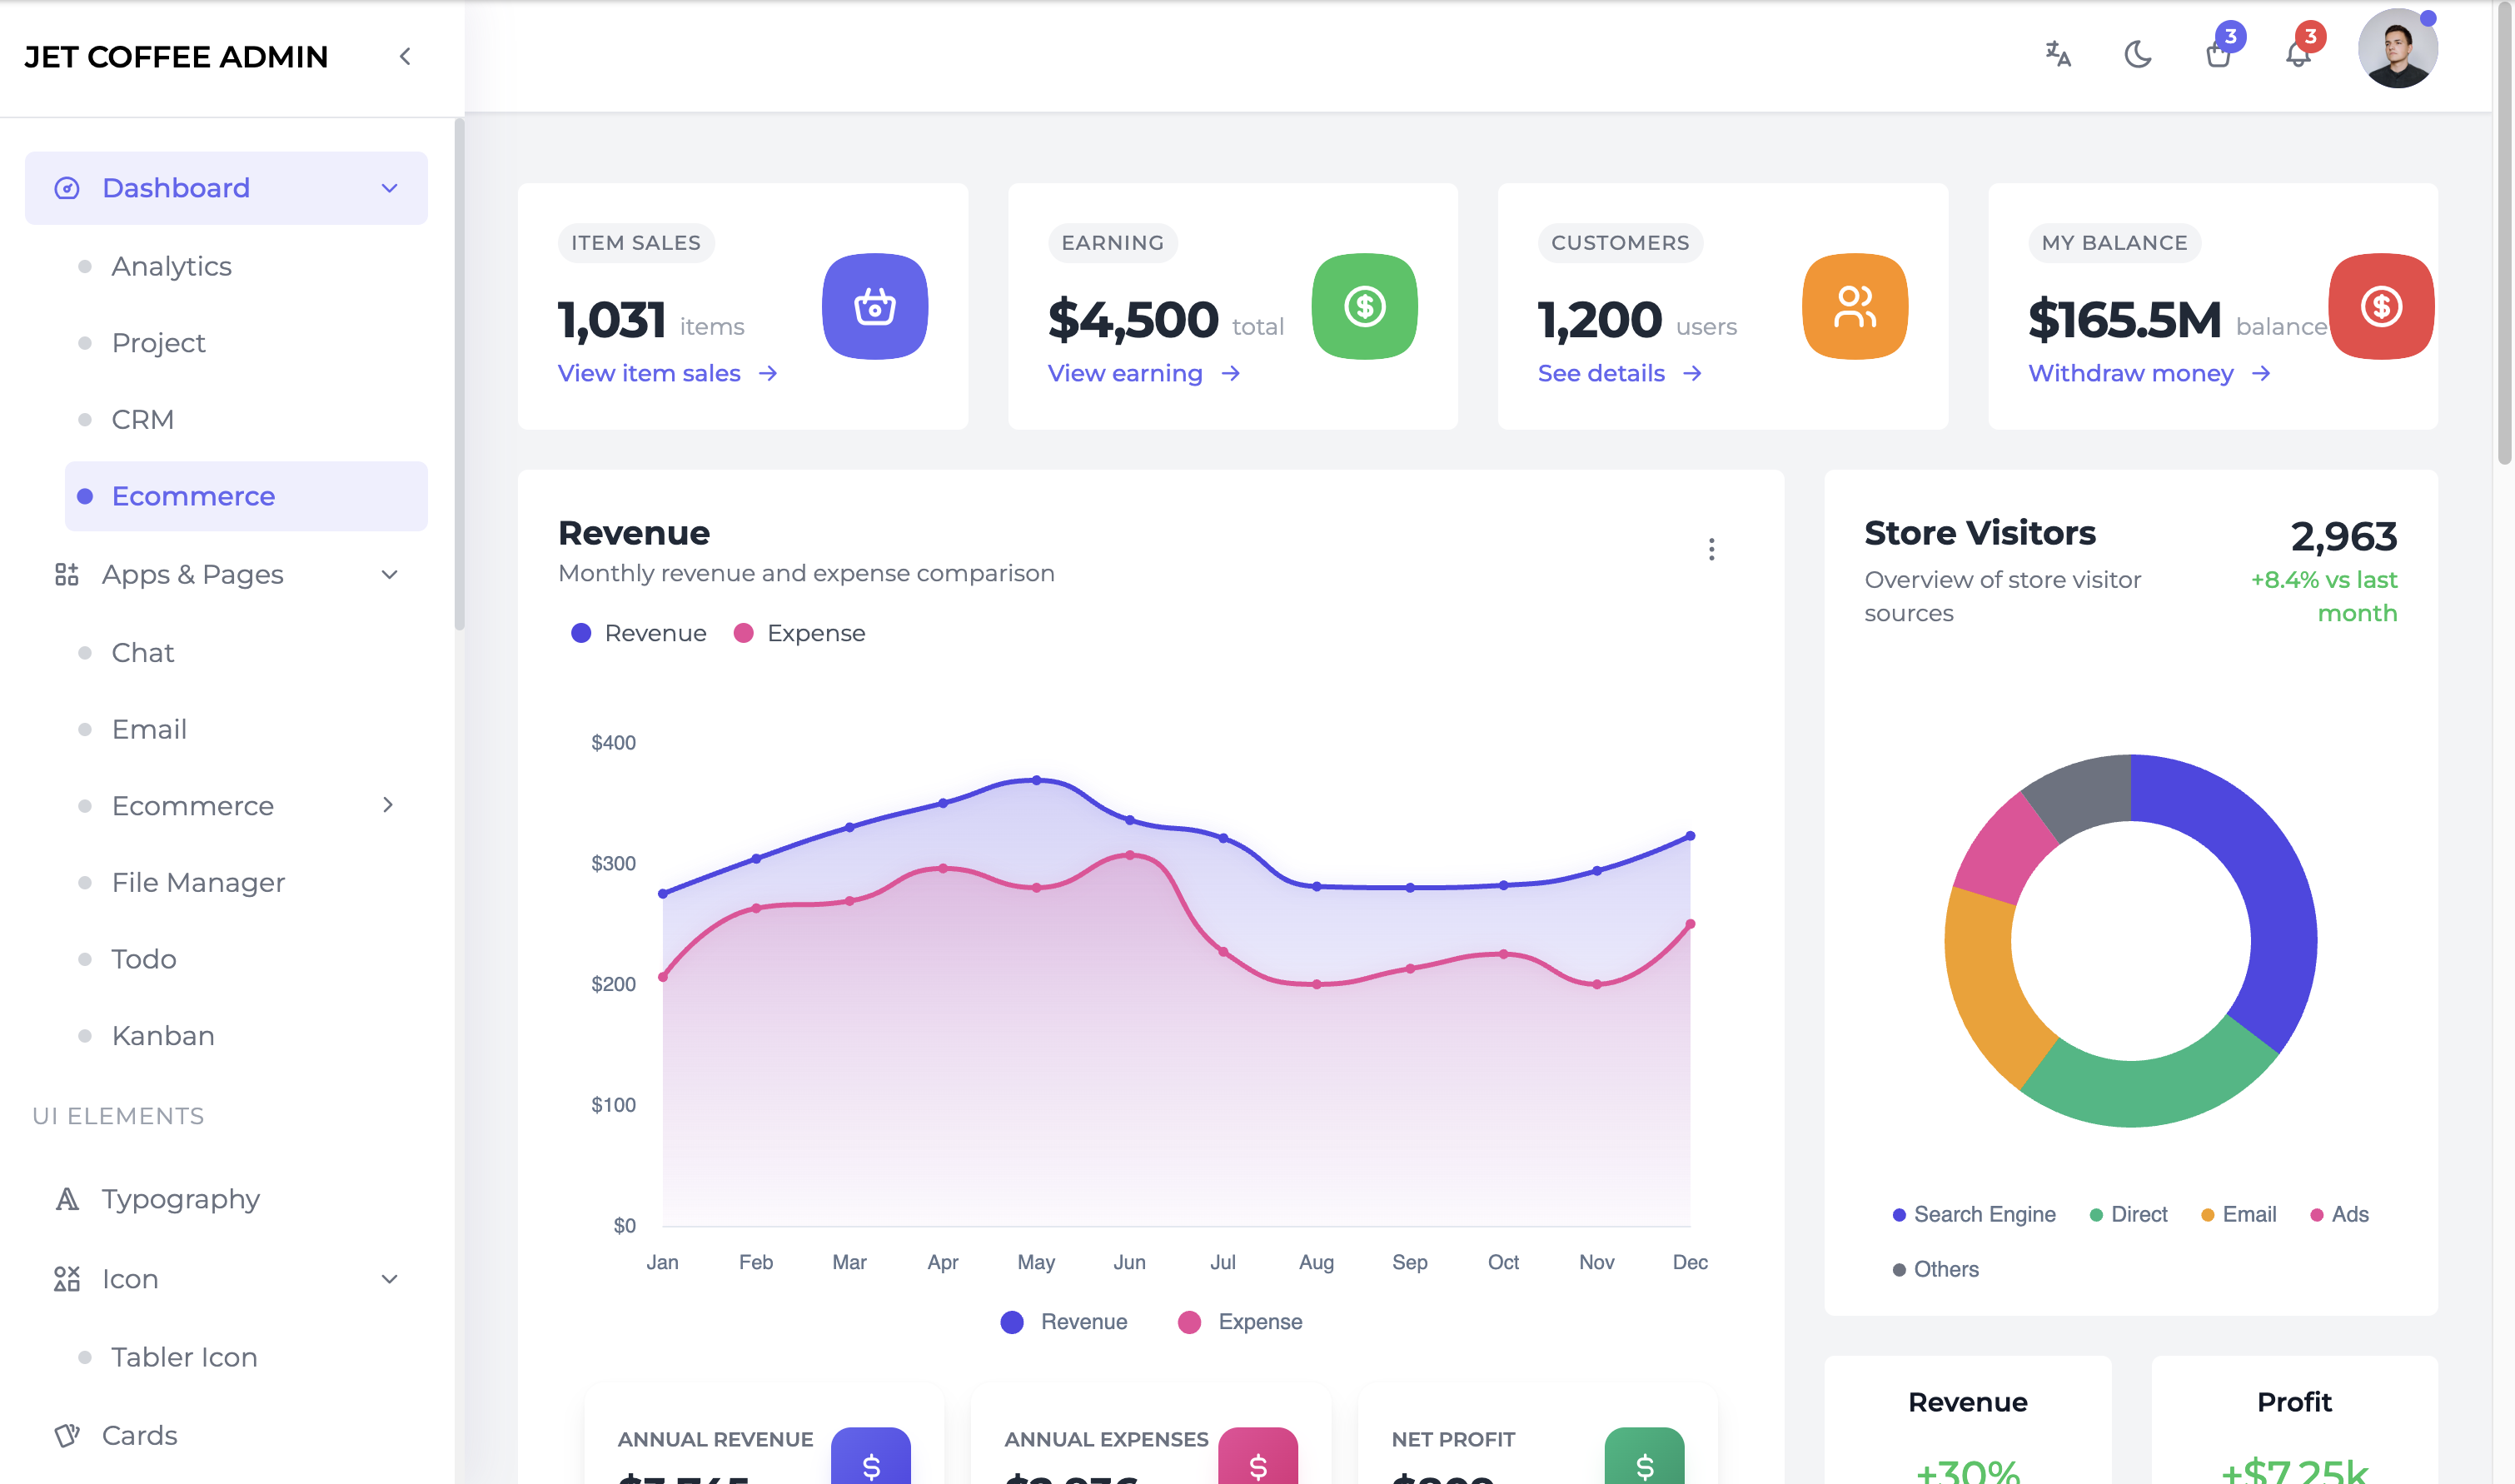 JET COFFEE ADMIN
3
3
Dashboard
Analytics
Project
CRM
Ecommerce
Apps & Pages
Chat
Email
Ecommerce
File Manager
Todo
Kanban
UI ELEMENTS
Typography
Icon
Tabler Icon
Cards
ITEM SALES
1,031 items
View item sales
EARNING
$4,500 total
View earning
CUSTOMERS
1,200 users
See details
MY BALANCE
$165.5M balance
Withdraw money
Revenue
Monthly revenue and expense comparison
Revenue Expense
$400
$300
$200
$100
$0
Jan Feb Mar Apr May Jun Jul Aug Sep Oct Nov Dec
Revenue Expense
ANNUAL REVENUE
ANNUAL EXPENSES
NET PROFIT
Store Visitors
Overview of store visitor
sources
2,963
+8.4% vs last
month
Search Engine Direct Email Ads
Others
Revenue
+30%
Profit
+$7.25k